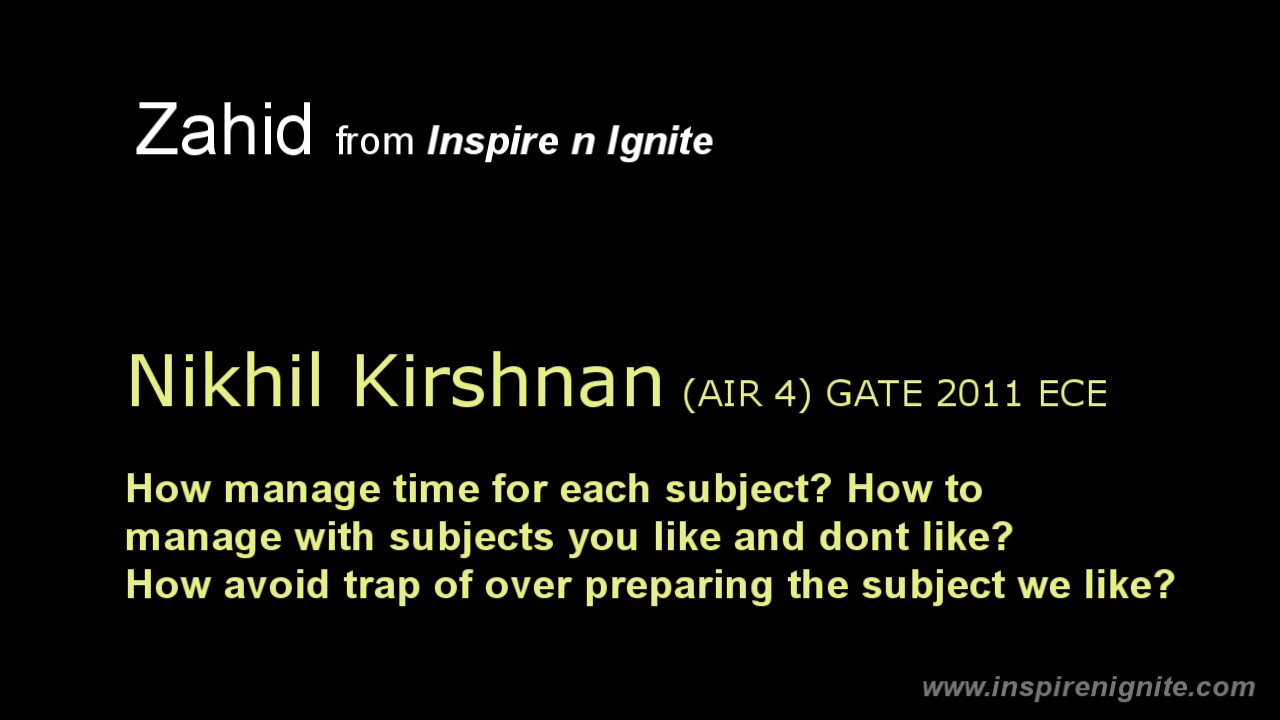 Zahid from Inspire n Ignite
Nikhil Kirshnan (AIR 4) GATE 2011 ECE
How manage time for each subject? How to
manage with subjects you like and dont like?
How avoid trap of over preparing the subject we like?
www.inspirenignite.com